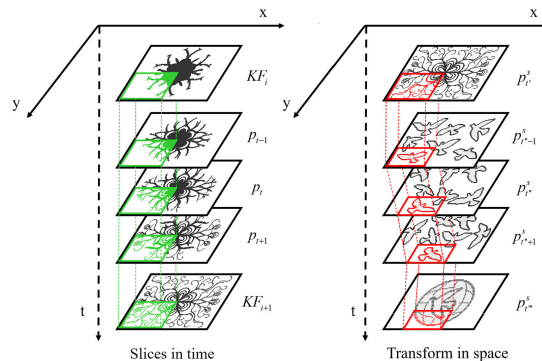 x
y
KF_i
p_{t-1}
p_t
p_{t+1}
KF_{i+1}
t
Slices in time
x
y
p^s_{t'}
p^s_{t''-1}
p^s_{t''}
p^s_{t''+1}
p^s_{t'''}
t
Transform in space